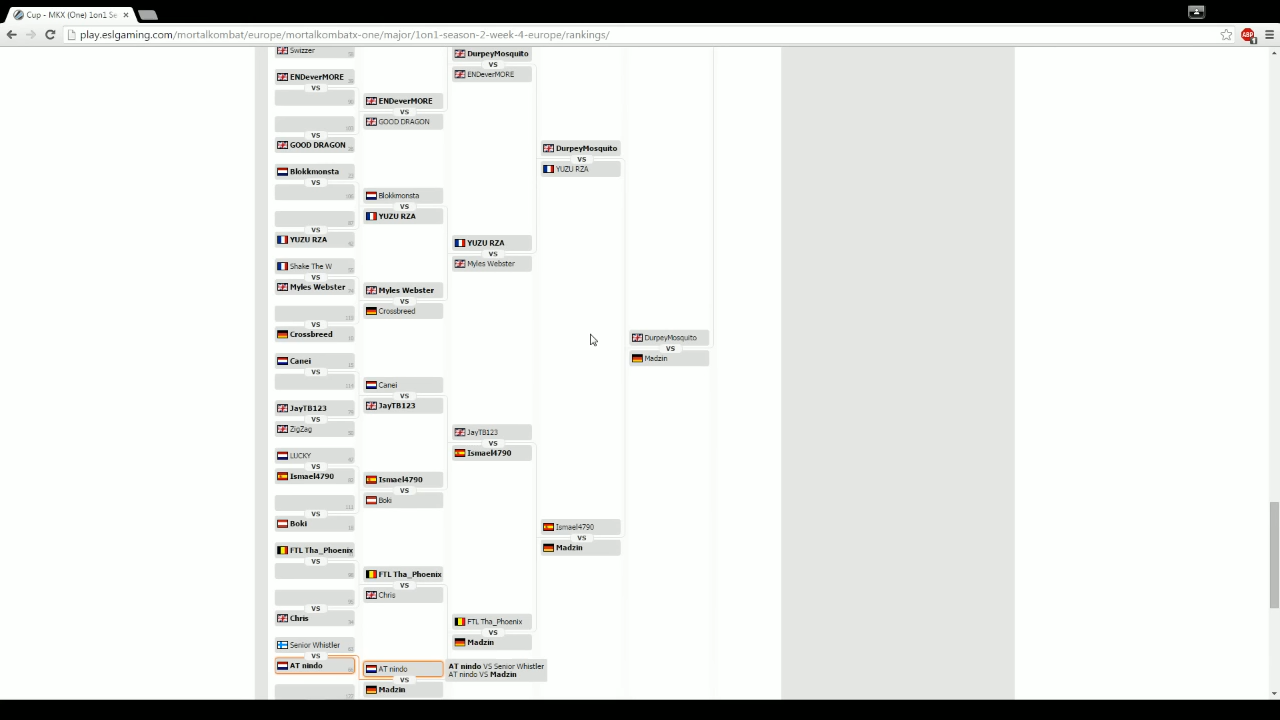 Cup - MKX (One) 1on1 Se
play.eslgaming.com/mortalkombat/europe/mortalkombatx-one/major/1on1-season-2-week-4-europe/rankings/
ABP
Swizzer
ENDeverMORE
VS
VS
GOOD DRAGON
Blokkmonsta
VS
VS
YUZU RZA
Shake The W
VS
Myles Webster
VS
Crossbreed
Canei
VS
JayTB123
VS
ZigZag
LUCKY
VS
Ismael4790
VS
Boki
FTL Tha_Phoenix
VS
VS
Chris
Senior Whistler
VS
AT nindo
ENDeverMORE
VS
GOOD DRAGON
Blokkmonsta
VS
YUZU RZA
Myles Webster
VS
Crossbreed
Canei
VS
JayTB123
Ismael4790
VS
Boki
FTL Tha_Phoenix
VS
Chris
AT nindo
VS
Madzin
AT nindo VS Senior Whistler
AT nindo VS Madzin
DurpeyMosquito
VS
ENDeverMORE
YUZU RZA
VS
Myles Webster
JayTB123
VS
Ismael4790
FTL Tha_Phoenix
VS
Madzin
DurpeyMosquito
VS
YUZU RZA
Ismael4790
VS
Madzin
DurpeyMosquito
VS
Madzin